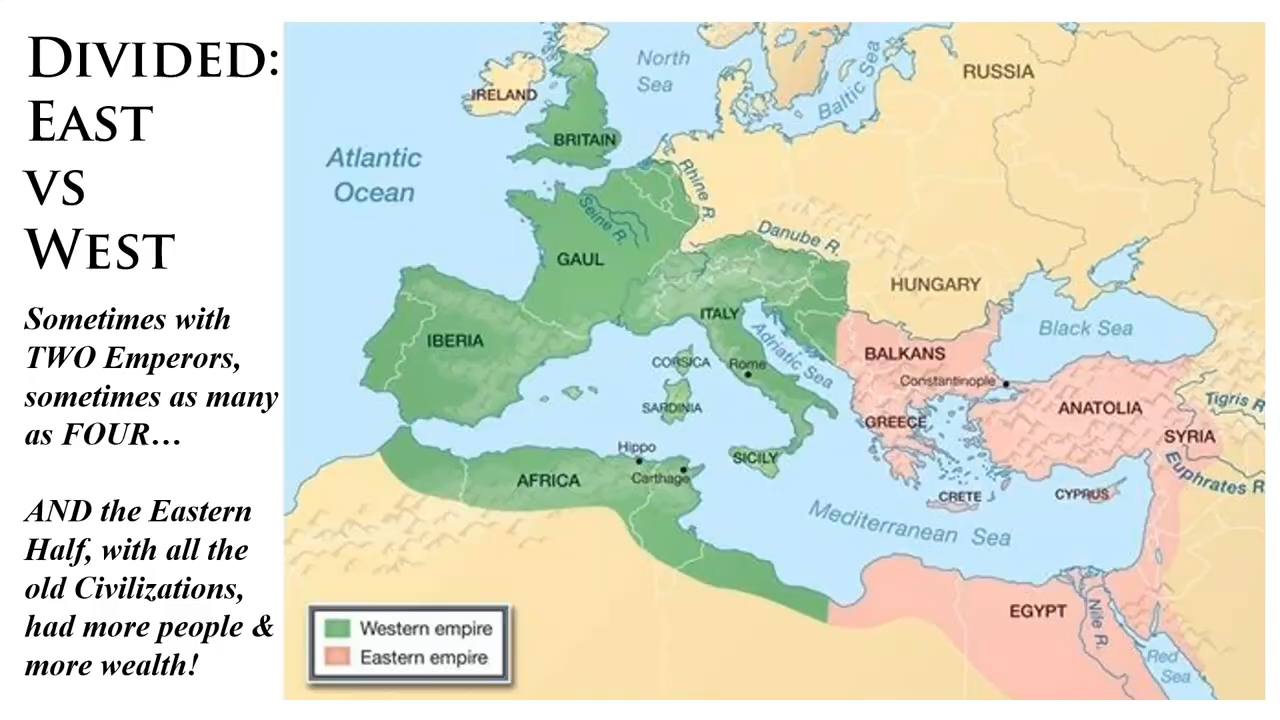 DIVIDED:
EAST
VS
WEST
Sometimes with
TWO Emperors,
sometimes as many
as FOUR…
AND the Eastern
Half, with all the
old Civilizations,
had more people &
more wealth!
North
Sea
Baltic Sea
RUSSIA
IRELAND
BRITAIN
Atlantic
Ocean
Rhine R.
Seine R.
Danube R.
GAUL
HUNGARY
ITALY
Black Sea
IBERIA
Adriatic Sea
BALKANS
CORSICA
Rome
Constantinople
Tigris R
SARDINIA
ANATOLIA
GREECE
SYRIA
Hippo
SICILY
Euphrates R
AFRICA
Carthage
CRETE
CYPRUS
Mediterranean Sea
EGYPT
Nile R.
Red
Sea
Western empire
Eastern empire